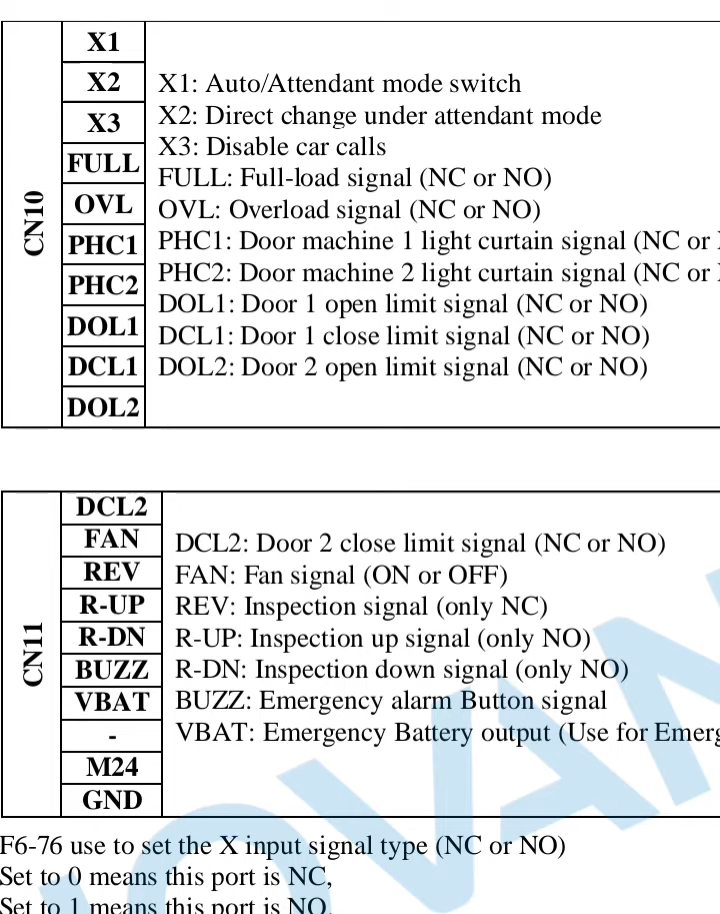 CN10
X1
X2
X3
FULL
OVL
PHC1
PHC2
DOL1
DCL1
DOL2
X1: Auto/Attendant mode switch
X2: Direct change under attendant mode
X3: Disable car calls
FULL: Full-load signal (NC or NO)
OVL: Overload signal (NC or NO)
PHC1: Door machine 1 light curtain signal (NC or
PHC2: Door machine 2 light curtain signal (NC or
DOL1: Door 1 open limit signal (NC or NO)
DCL1: Door 1 close limit signal (NC or NO)
DOL2: Door 2 open limit signal (NC or NO)
CN11
DCL2
FAN
REV
R-UP
R-DN
BUZZ
VBAT
-
M24
GND
DCL2: Door 2 close limit signal (NC or NO)
FAN: Fan signal (ON or OFF)
REV: Inspection signal (only NC)
R-UP: Inspection up signal (only NO)
R-DN: Inspection down signal (only NO)
BUZZ: Emergency alarm Button signal
VBAT: Emergency Battery output (Use for Emerg
F6-76 use to set the X input signal type (NC or NO)
Set to 0 means this port is NC,
Set to 1 means this port is NO.